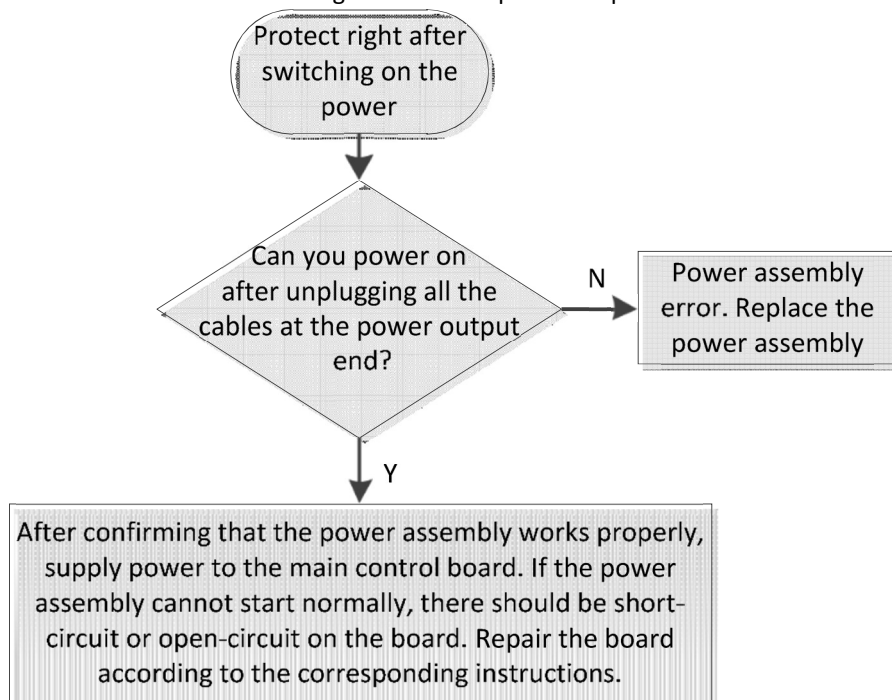 Protect right after
switching on the
power
Can you power on
after unplugging all the
cables at the power output
end?
N
Power assembly
error. Replace the
power assembly
Y
After confirming that the power assembly works properly,
supply power to the main control board. If the power
assembly cannot start normally, there should be short-
circuit or open-circuit on the board. Repair the board
according to the corresponding instructions.